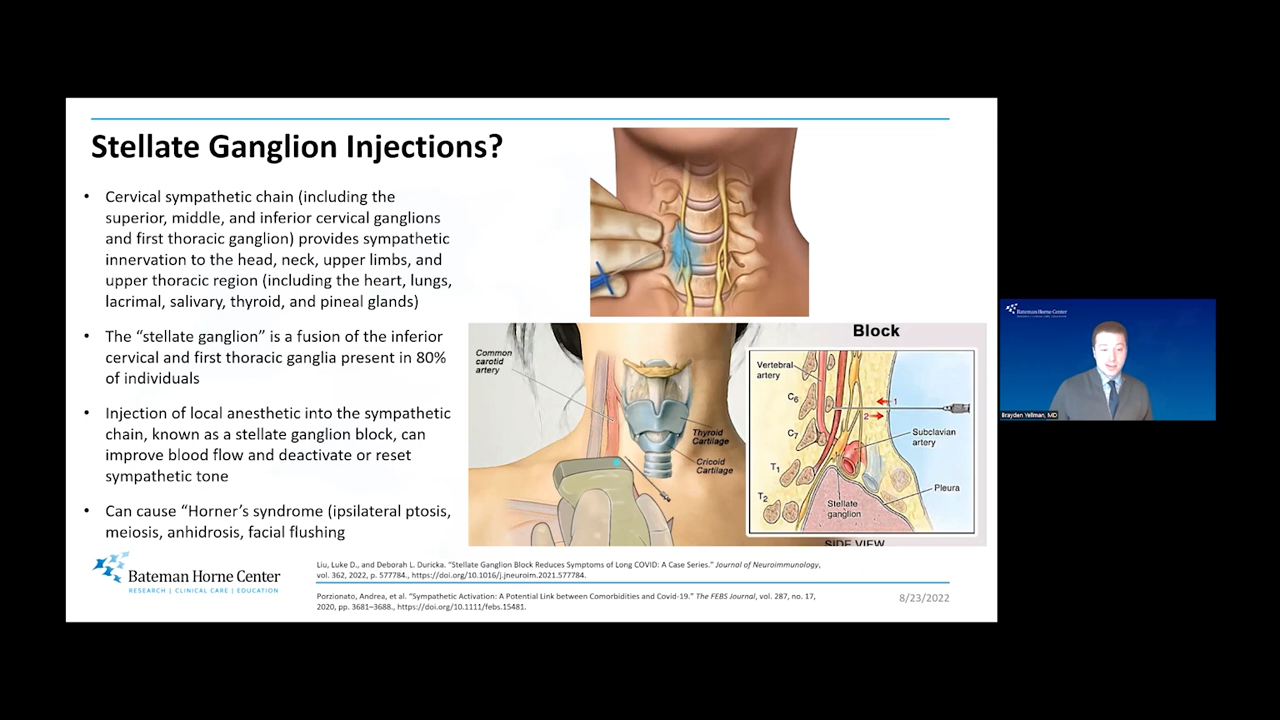 Stellate Ganglion Injections?
• Cervical sympathetic chain (including the
superior, middle, and inferior cervical ganglions
and first thoracic ganglion) provides sympathetic
innervation to the head, neck, upper limbs, and
upper thoracic region (including the heart, lungs,
lacrimal, salivary, thyroid, and pineal glands)
• The “stellate ganglion” is a fusion of the inferior
cervical and first thoracic ganglia present in 80%
of individuals
• Injection of local anesthetic into the sympathetic
chain, known as a stellate ganglion block, can
improve blood flow and deactivate or reset
sympathetic tone
• Can cause “Horner’s syndrome (ipsilateral ptosis,
meiosis, anhidrosis, facial flushing
Common
carotid
artery
Thyroid
Cartilage
Cricoid
Cartilage
Block
Vertebral
artery
C6
1
2
C7
Subclavian
artery
T1
Pleura
T2
Stellate
ganglion
SIDE VIEW
Bateman Horne Center
RESEARCH | CLINICAL CARE | EDUCATION
Liu, Luke D., and Deborah L. Duricka. “Stellate Ganglion Block Reduces Symptoms of Long COVID: A Case Series.” Journal of Neuroimmunology,
vol. 362, 2022, p. 577784., https://doi.org/10.1016/j.jneuroim.2021.577784.
Porzionato, Andrea, et al. “Sympathetic Activation: A Potential Link between Comorbidities and Covid-19.” The FEBS Journal, vol. 287, no. 17,
2020, pp. 3681–3688., https://doi.org/10.1111/febs.15481.
8/23/2022
Bateman Horne Center
Brayden Yellman, MD